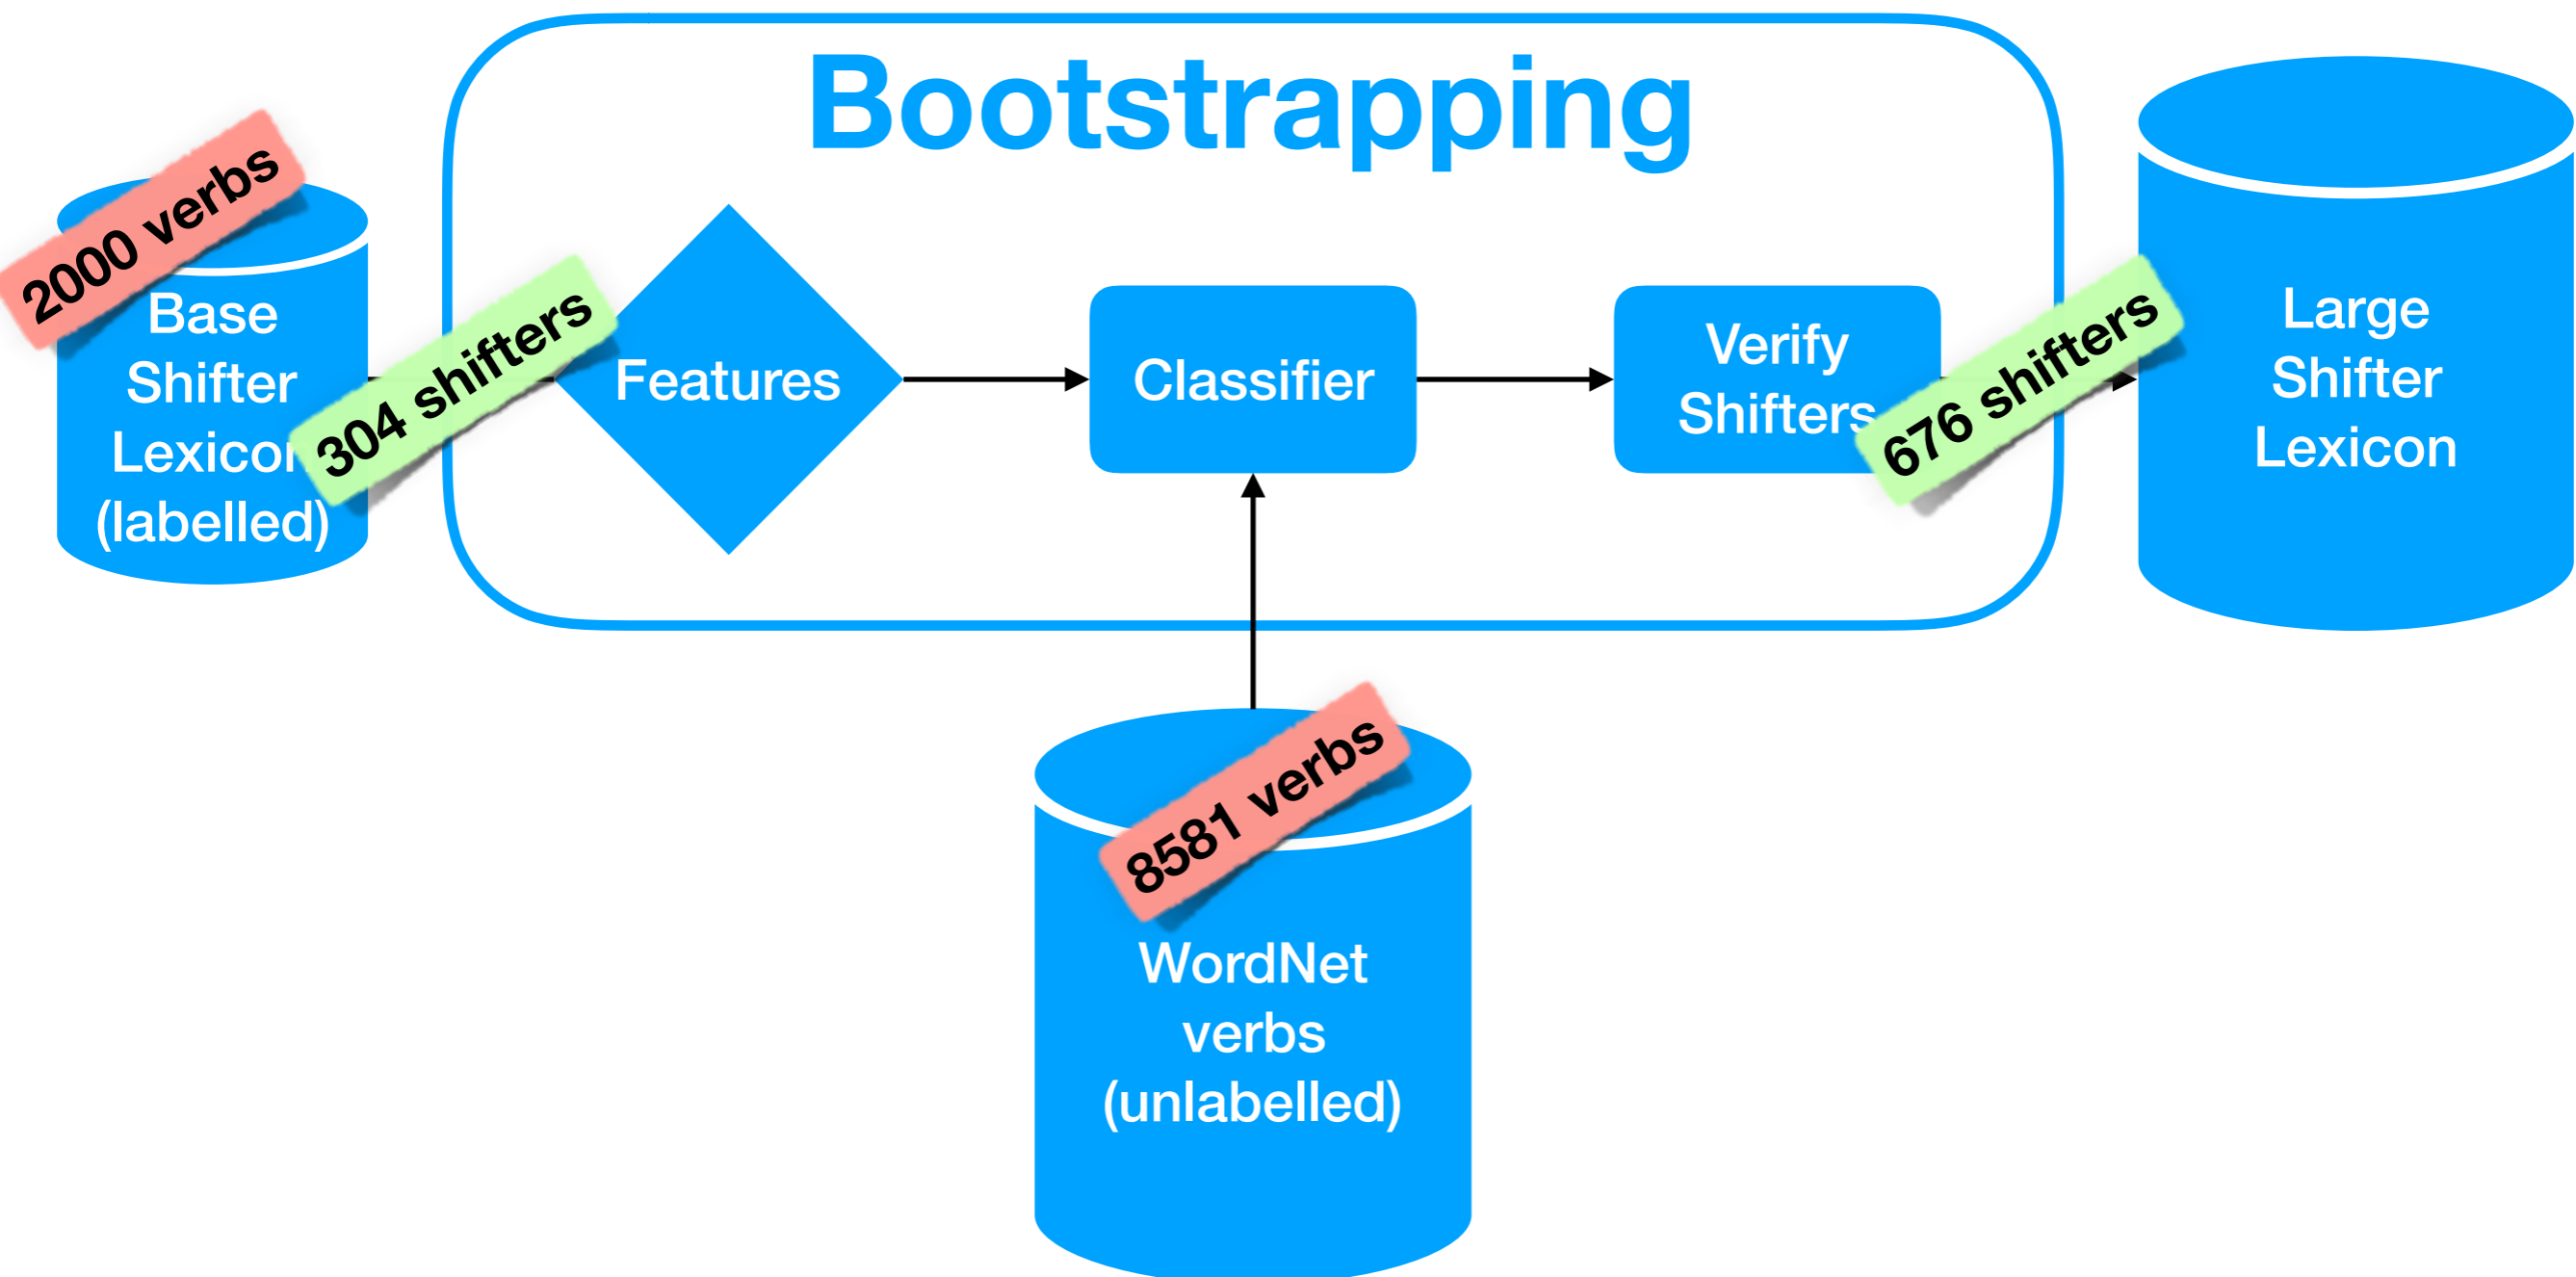 Bootstrapping
2000 verbs
Base
Shifter
Lexicon
(labelled)
304 shifters
Features
Classifier
Verify
Shifters
676 shifters
Large
Shifter
Lexicon
8581 verbs
WordNet
verbs
(unlabelled)